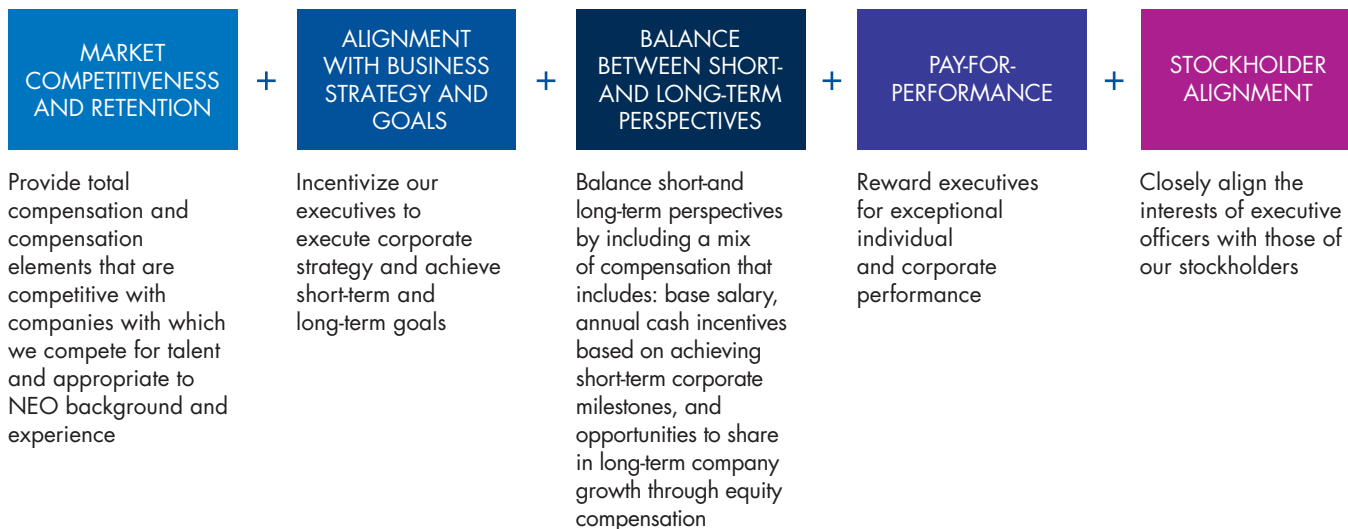 MARKET
COMPETITIVENESS
AND RETENTION
+
ALIGNMENT
WITH BUSINESS
STRATEGY AND
GOALS
+
BALANCE
BETWEEN SHORT-
AND LONG-TERM
PERSPECTIVES
+
PAY-FOR-
PERFORMANCE
+
STOCKHOLDER
ALIGNMENT
Provide total
compensation and
compensation
elements that are
competitive with
companies with which
we compete for talent
and appropriate to
NEO background and
experience
Incentivize our
executives to
execute corporate
strategy and achieve
short-term and
long-term goals
Balance short-and
long-term perspectives
by including a mix
of compensation that
includes: base salary,
annual cash incentives
based on achieving
short-term corporate
milestones, and
opportunities to share
in long-term company
growth through equity
compensation
Reward executives
for exceptional
individual
and corporate
performance
Closely align the
interests of executive
officers with those of
our stockholders